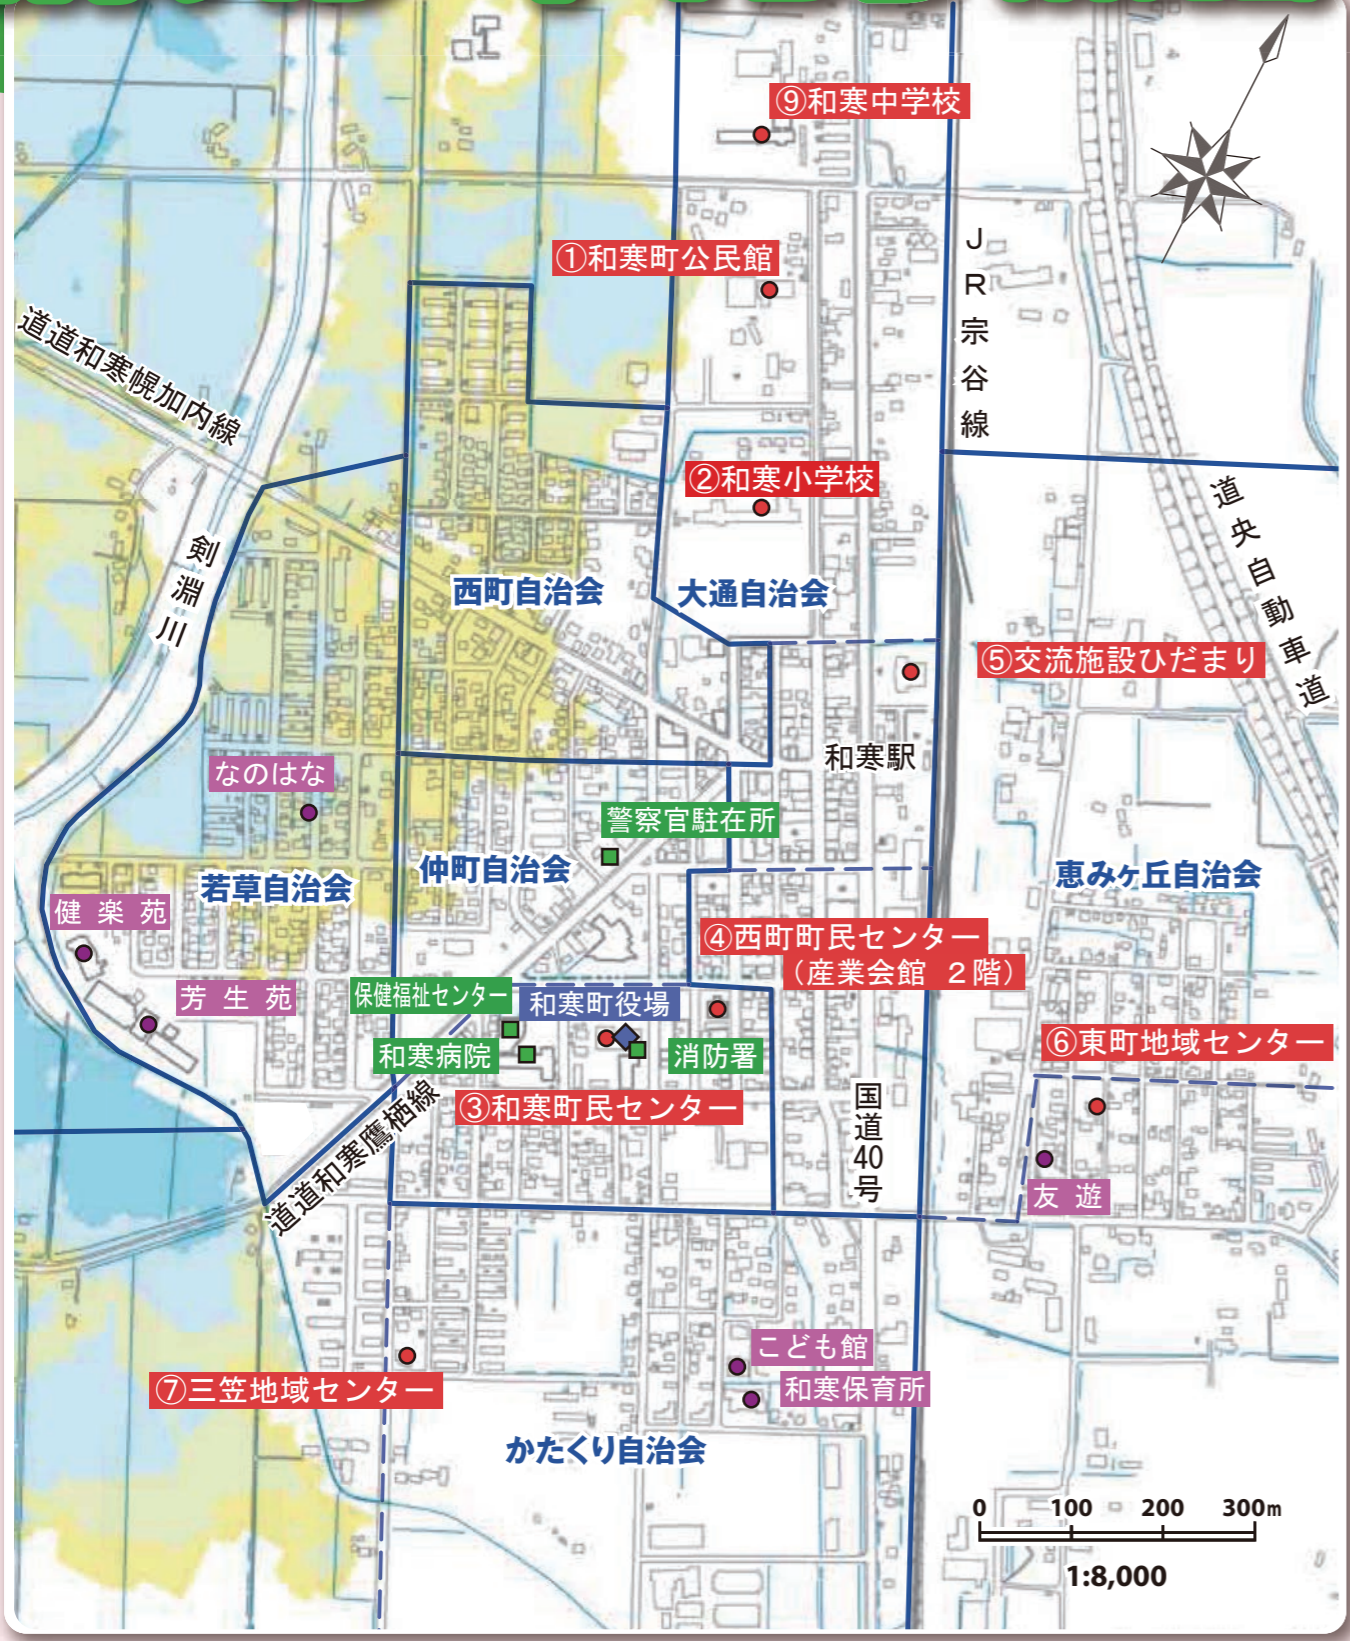 ⑨和寒中学校
①和寒町公民館
JR宗谷線
道道和寒幌加内線
②和寒小学校
道央自動車道
剣淵川
西町自治会
大通自治会
⑤交流施設ひだまり
和寒駅
なのはな
警察官駐在所
仲町自治会
恵みヶ丘自治会
若草自治会
健楽苑
④西町町民センター
（産業会館 2階）
芳生苑
保健福祉センター
和寒町役場
和寒病院
消防署
⑥東町地域センター
③和寒町民センター
国道40号
道道和寒鷹栖線
友遊
こども館
⑦三笠地域センター
和寒保育所
かたくり自治会
0 100 200 300m
1:8,000